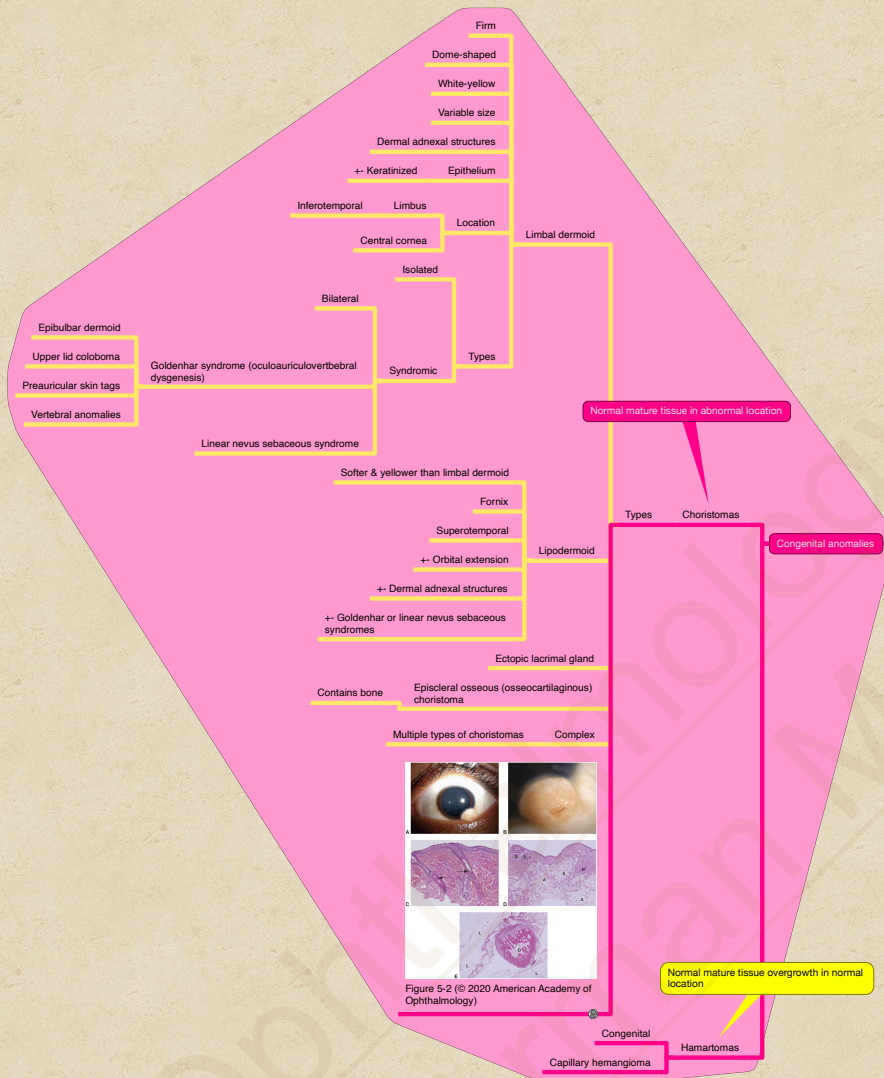 Firm
Dome-shaped
White-yellow
Variable size
Dermal adnexal structures
+- Keratinized Epithelium
Inferotemporal Limbus
Location
Central cornea
Limbal dermoid
Isolated
Bilateral
Epibulbar dermoid
Upper lid coloboma
Goldenhar syndrome (oculoauriculovertbebral
dysgenesis)
Syndromic
Types
Preauricular skin tags
Vertebral anomalies
Linear nevus sebaceous syndrome
Normal mature tissue in abnormal location
Softer & yellower than limbal dermoid
Fornix
Superotemporal
Types Choristomas
Congenital anomalies
Lipodermoid
+- Orbital extension
+- Dermal adnexal structures
+- Goldenhar or linear nevus sebaceous
syndromes
Ectopic lacrimal gland
Contains bone
Episcleral osseous (osseocartilaginous)
choristoma
Multiple types of choristomas Complex
A
B
C
D
E
Figure 5-2 (© 2020 American Academy of
Ophthalmology)
Normal mature tissue overgrowth in normal
location
Congenital
Hamartomas
Capillary hemangioma